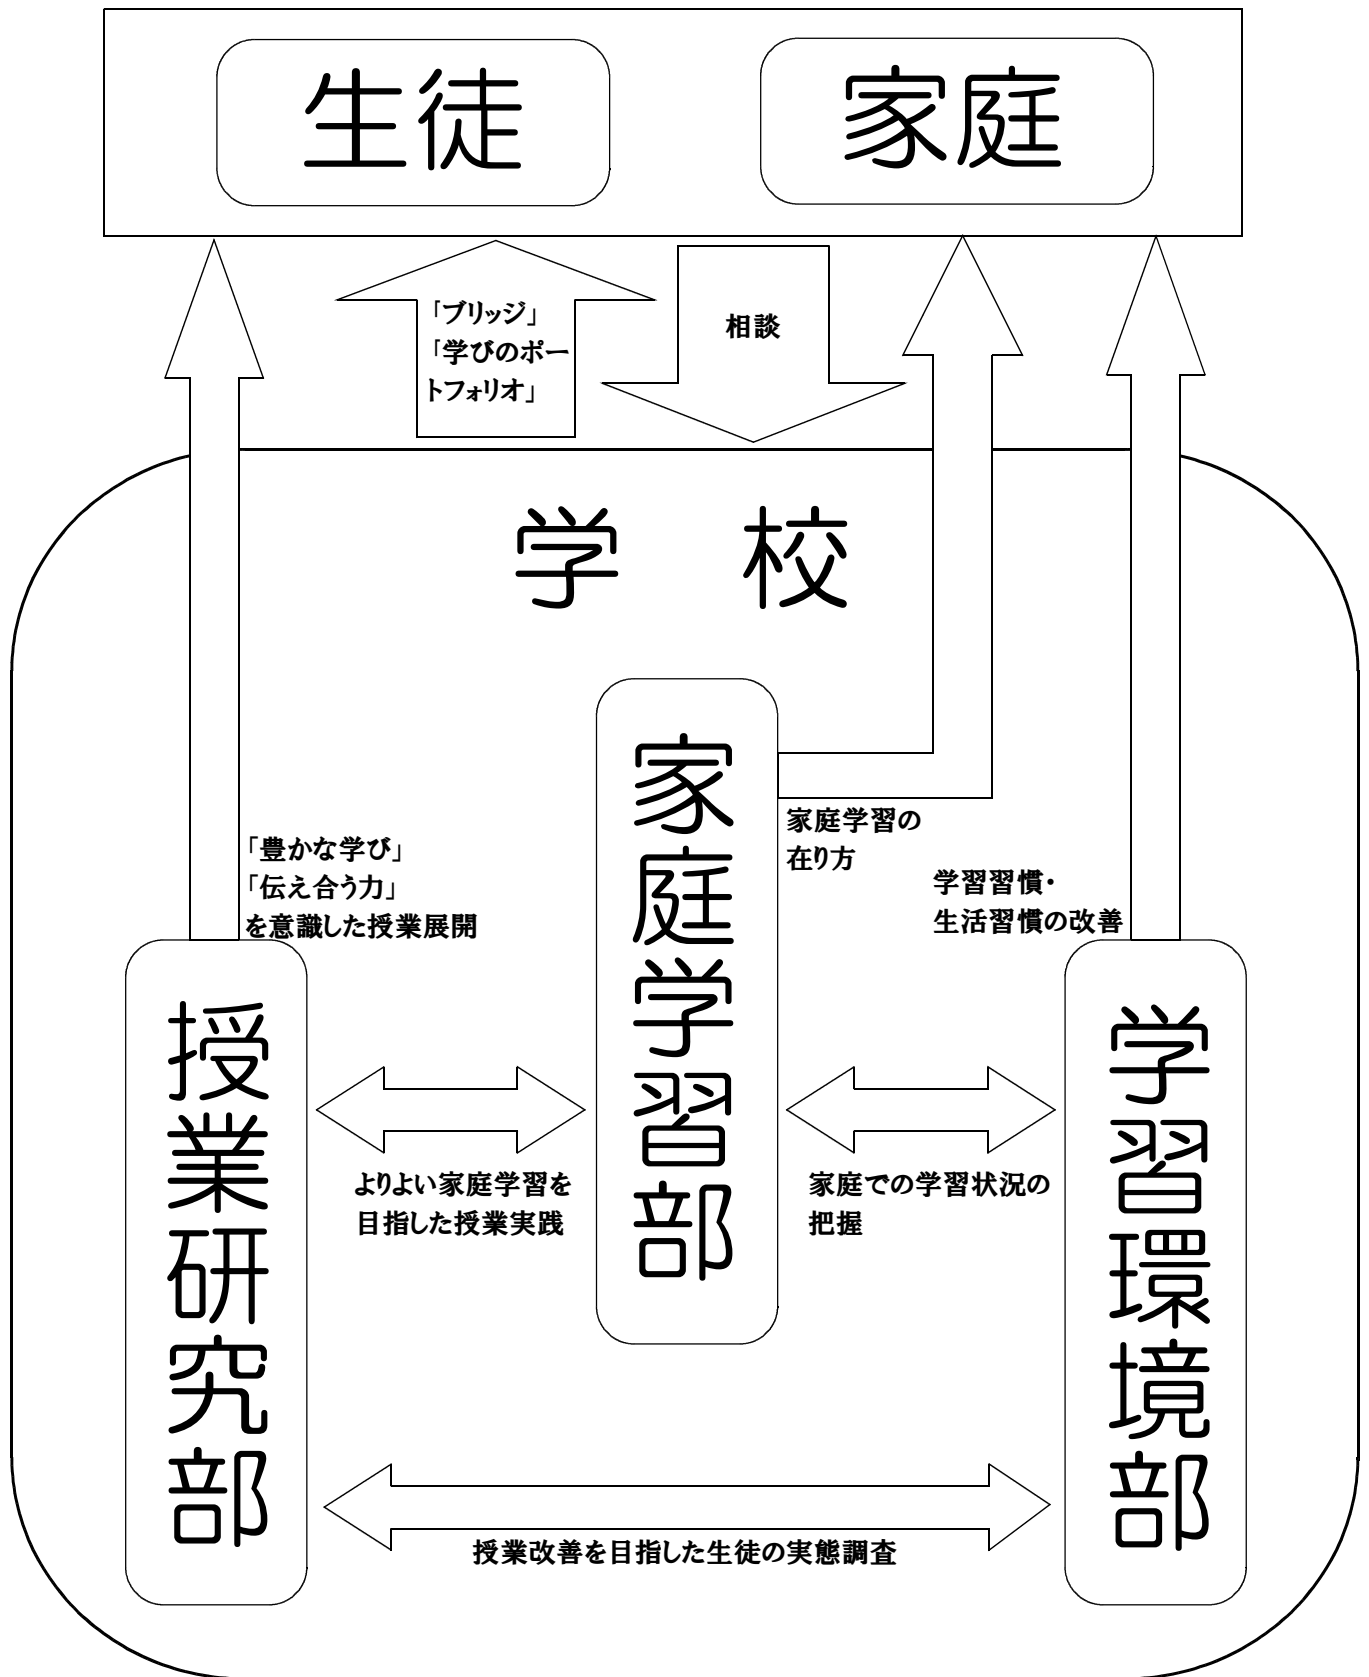 生徒
家庭
「ブリッジ」
「学びのポー
トフォリオ」
相談
学　校
家庭学習部
家庭学習の
在り方
「豊かな学び」
「伝え合う力」
を意識した授業展開
学習習慣・
生活習慣の改善
授業研究部
学習環境部
よりよい家庭学習を
目指した授業実践
家庭での学習状況の
把握
授業改善を目指した生徒の実態調査